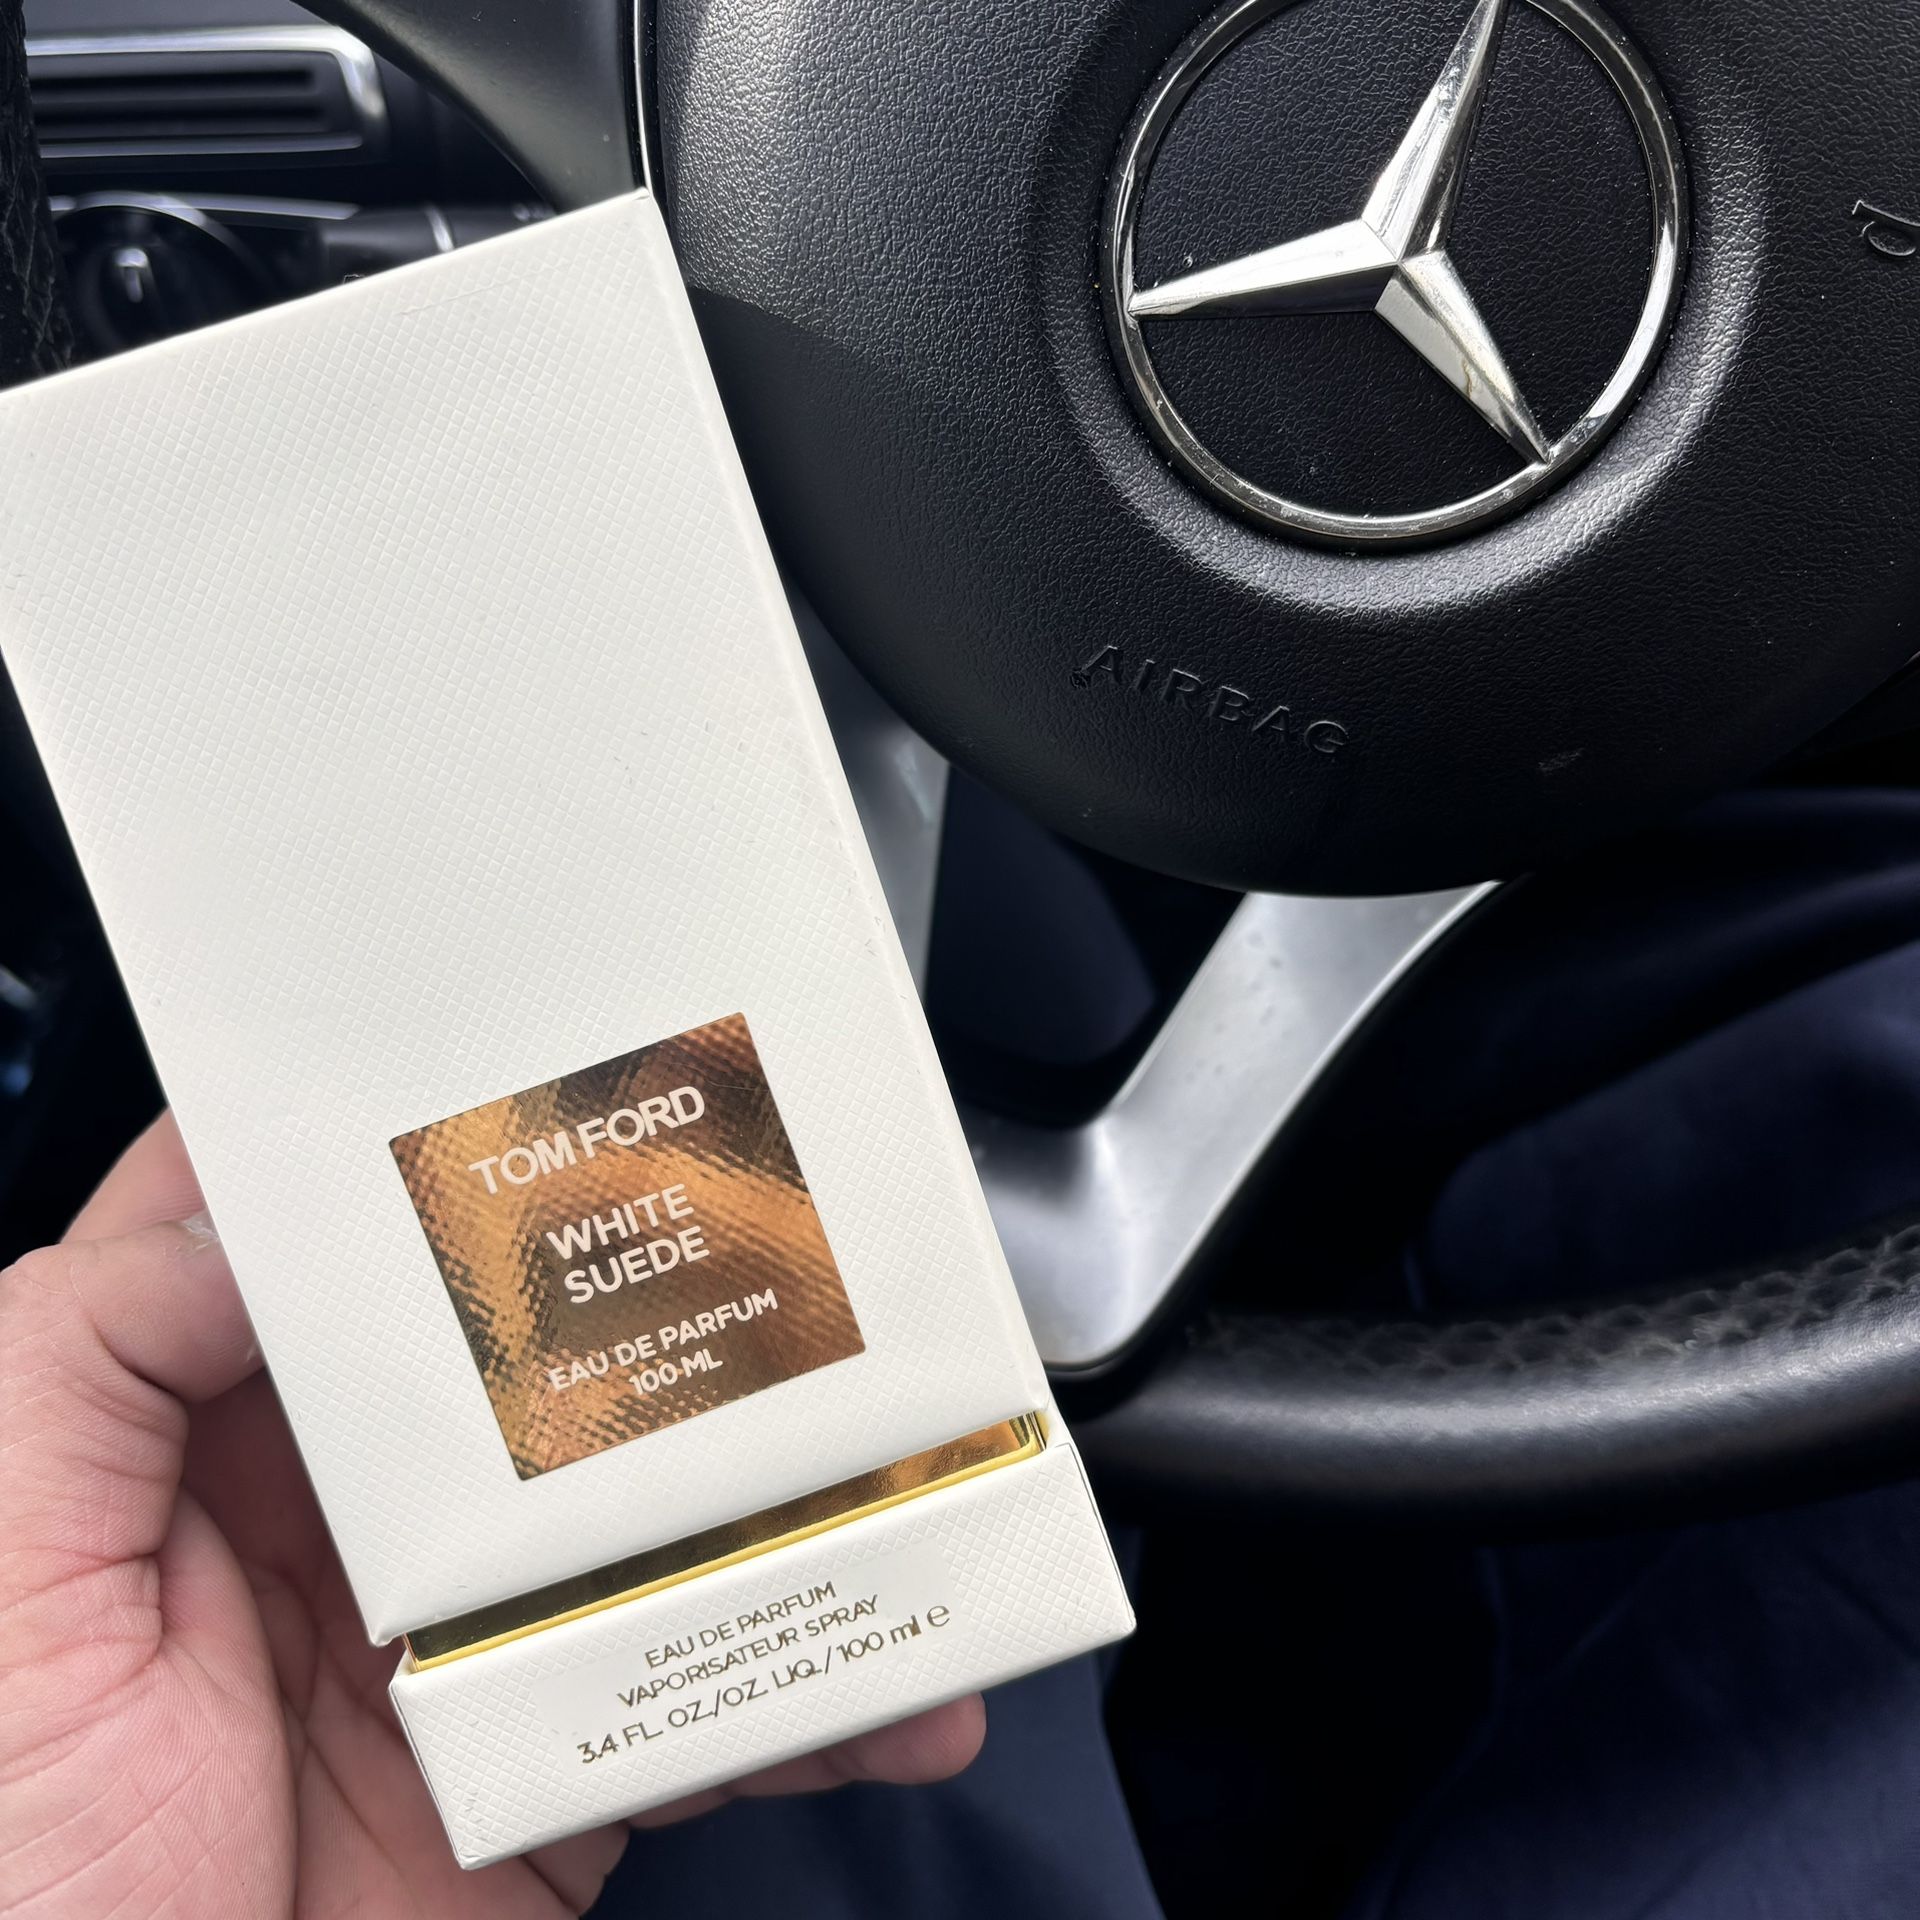 TOM FORD
WHITE
SUEDE
EAU DE PARFUM
100 ML
EAU DE PARFUM
VAPORISATEUR SPRAY
3.4 FL. OZ./OZ. LIQ./100 ml e
AIRBAG